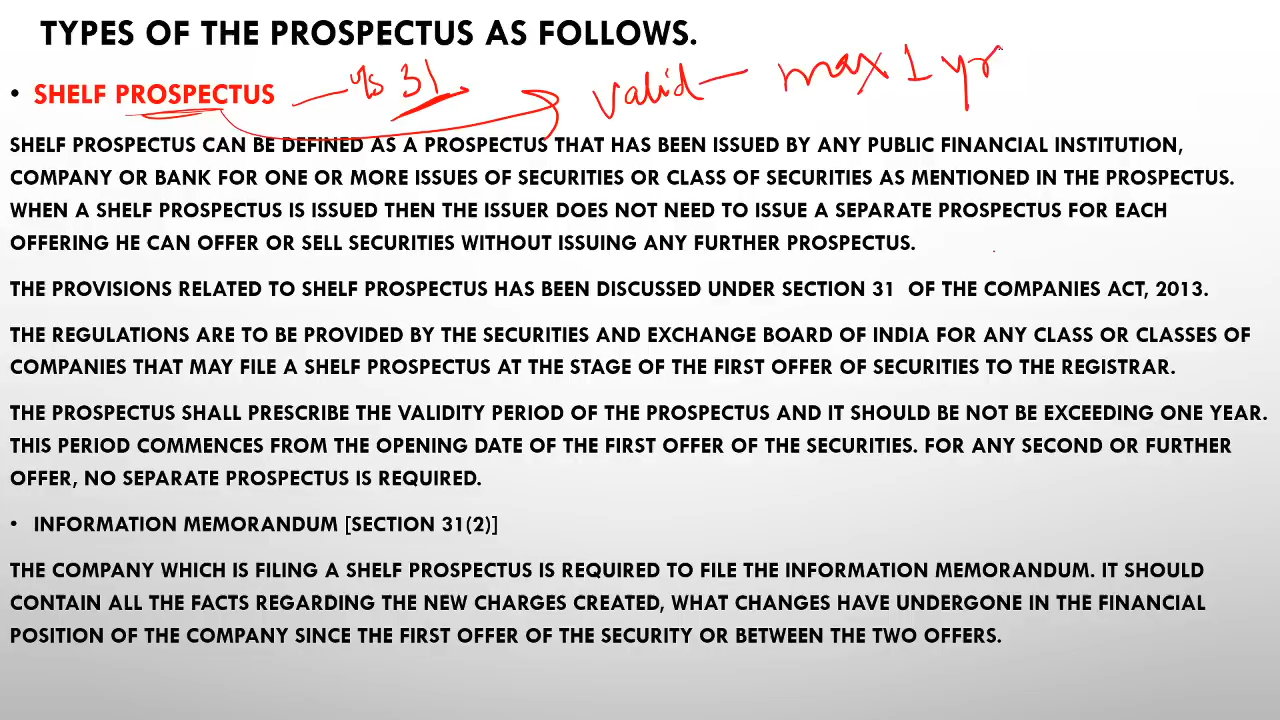 TYPES OF THE PROSPECTUS AS FOLLOWS.
• SHELF PROSPECTUS u/s 31 valid - max 1 yr
SHELF PROSPECTUS CAN BE DEFINED AS A PROSPECTUS THAT HAS BEEN ISSUED BY ANY PUBLIC FINANCIAL INSTITUTION,
COMPANY OR BANK FOR ONE OR MORE ISSUES OF SECURITIES OR CLASS OF SECURITIES AS MENTIONED IN THE PROSPECTUS.
WHEN A SHELF PROSPECTUS IS ISSUED THEN THE ISSUER DOES NOT NEED TO ISSUE A SEPARATE PROSPECTUS FOR EACH
OFFERING HE CAN OFFER OR SELL SECURITIES WITHOUT ISSUING ANY FURTHER PROSPECTUS.
THE PROVISIONS RELATED TO SHELF PROSPECTUS HAS BEEN DISCUSSED UNDER SECTION 31 OF THE COMPANIES ACT, 2013.
THE REGULATIONS ARE TO BE PROVIDED BY THE SECURITIES AND EXCHANGE BOARD OF INDIA FOR ANY CLASS OR CLASSES OF
COMPANIES THAT MAY FILE A SHELF PROSPECTUS AT THE STAGE OF THE FIRST OFFER OF SECURITIES TO THE REGISTRAR.
THE PROSPECTUS SHALL PRESCRIBE THE VALIDITY PERIOD OF THE PROSPECTUS AND IT SHOULD BE NOT BE EXCEEDING ONE YEAR.
THIS PERIOD COMMENCES FROM THE OPENING DATE OF THE FIRST OFFER OF THE SECURITIES. FOR ANY SECOND OR FURTHER
OFFER, NO SEPARATE PROSPECTUS IS REQUIRED.
• INFORMATION MEMORANDUM [SECTION 31(2)]
THE COMPANY WHICH IS FILING A SHELF PROSPECTUS IS REQUIRED TO FILE THE INFORMATION MEMORANDUM. IT SHOULD
CONTAIN ALL THE FACTS REGARDING THE NEW CHARGES CREATED, WHAT CHANGES HAVE UNDERGONE IN THE FINANCIAL
POSITION OF THE COMPANY SINCE THE FIRST OFFER OF THE SECURITY OR BETWEEN THE TWO OFFERS.